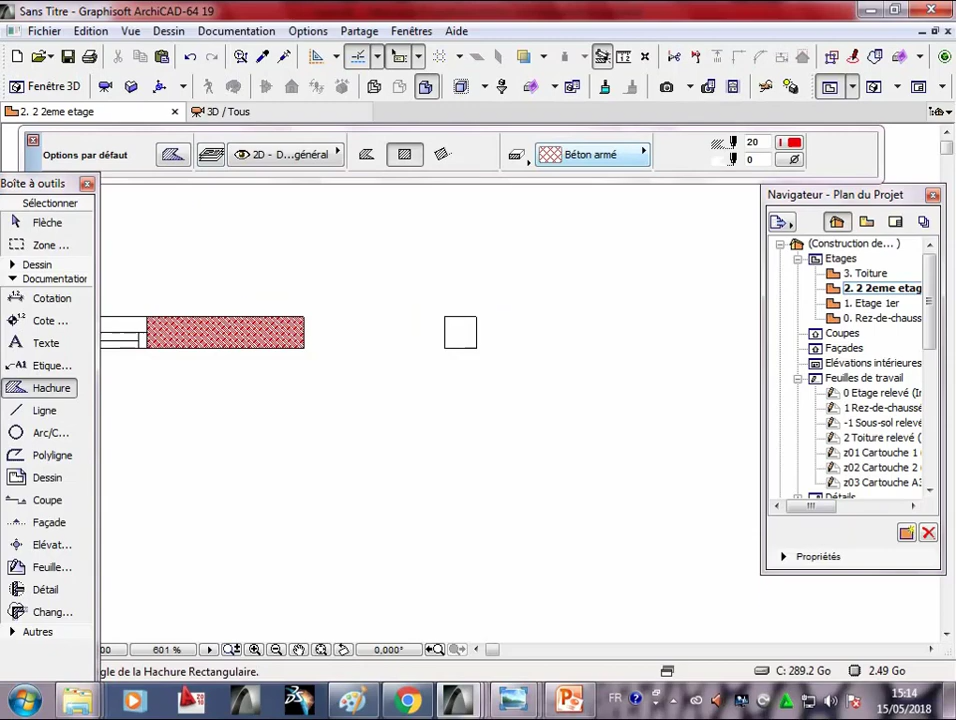 Sans Titre - Graphisoft ArchiCAD-64 19
Fichier Edition Vue Dessin Documentation Options Partage Fenêtres Aide
Fenêtre 3D
2. 2 2eme etage
3D / Tous
Options par défaut
2D - D...général
Béton armé
20
0
Boîte à outils
Sélectionner
Flèche
Zone ...
Dessin
Documentation
Cotation
Cote ...
Texte
Etique...
Hachure
Ligne
Arc/C...
Polyligne
Dessin
Coupe
Façade
Elévat...
Feuille...
Détail
Chang...
Autres
Navigateur - Plan du Projet
(Construction de... )
Etages
3. Toiture
2. 2 2eme etag
1. Etage 1er
0. Rez-de-chauss
Coupes
Façades
Elévations intérieures
Feuilles de travail
0 Etage relevé (I
1 Rez-de-chaussé
-1 Sous-sol relevé
2 Toiture relevé (
z01 Cartouche 1
z02 Cartouche 2
z03 Cartouche A3
Détails
Propriétés
00 601 % 0,000°
gle de la Hachure Rectangulaire.
C: 289.2 Go 2.49 Go
FR
15:14
15/05/2018